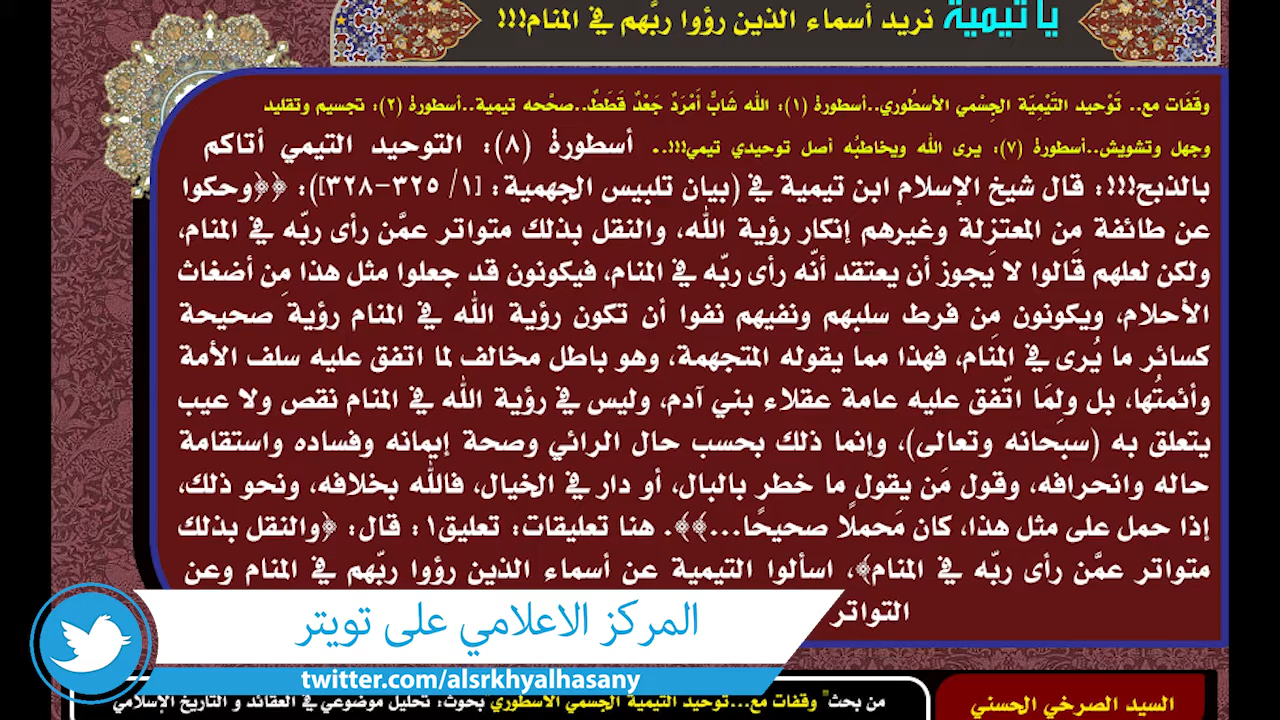 يا تيمية نريد أسماء الذين رؤوا ربَّهم في المنام!!!
وقَفَات مع.. تَوْحيد التَيْمِيّة الجِسْمي الأسطُوري..أسطورة (١): الله شَابٌّ أَمْرَدٌ جَعْدٌ قَطَطٌ..صحَّحه تيمية..أسطورة (٢): تجسيم وتقليد
وجهل وتشويش..أسطورة (٧): يرى الله ويخاطبُه أصل توحيدي تيمي!!!.. أسطورة (٨): التوحيد التيمي أتاكم
بالذبح!!!: قال شيخ الإسلام ابن تيمية في (بيان تلبيس الجهمية: [١/ ٣٢٥-٣٢٨]): ﴿﴿وحكوا
عن طائفة من المعتزلة وغيرهم إنكار رؤية الله، والنقل بذلك متواتر عمَّن رأى ربّه في المنام،
ولكن لعلهم قَالوا لا يَجوز أن يعتقد أنّه رأى ربّه في المنام، فيكونون قد جعلوا مثل هذا مِن أضغاث
الأحلام، ويكونون مِن فرط سلبهم ونفيهم نفوا أن تكون رؤية الله في المنام رؤية صحيحة
كسائر ما يُرى في المَنام، فهذا مما يقوله المتجهمة، وهو باطل مخالف لما اتفق عليه سلف الأمة
وأئمتُها، بل ولِمَا اتّفق عليه عامة عقلاء بني آدم، وليس في رؤية الله في المنام نقص ولا عيب
يتعلق به (سبحانه وتعالى)، وإنما ذلك بحسب حال الرائي وصحة إيمانه وفساده واستقامة
حاله وانحرافه، وقول مَن يقول ما خطر بالبال، أو دار في الخيال، فالله بخلافه، ونحو ذلك،
إذا حمل على مثل هذا، كان مَحملًا صحيحًا...﴾﴾. هنا تعليقات: تعليق١: قال: ﴿والنقل بذلك
متواتر عمَّن رأى ربّه في المنام﴾، اسألوا التيمية عن أسماء الذين رؤوا ربّهم في المنام وعن
التواتر
المركز الاعلامي على تويتر
twitter.com/alsrkhyalhasany
السيد الصرخي الحسني
من بحث" وقفات مع...توحيد التيمية الجسمي الاسطوري بحوث: تحليل موضوعي في العقائد و التاريخ الإسلامي